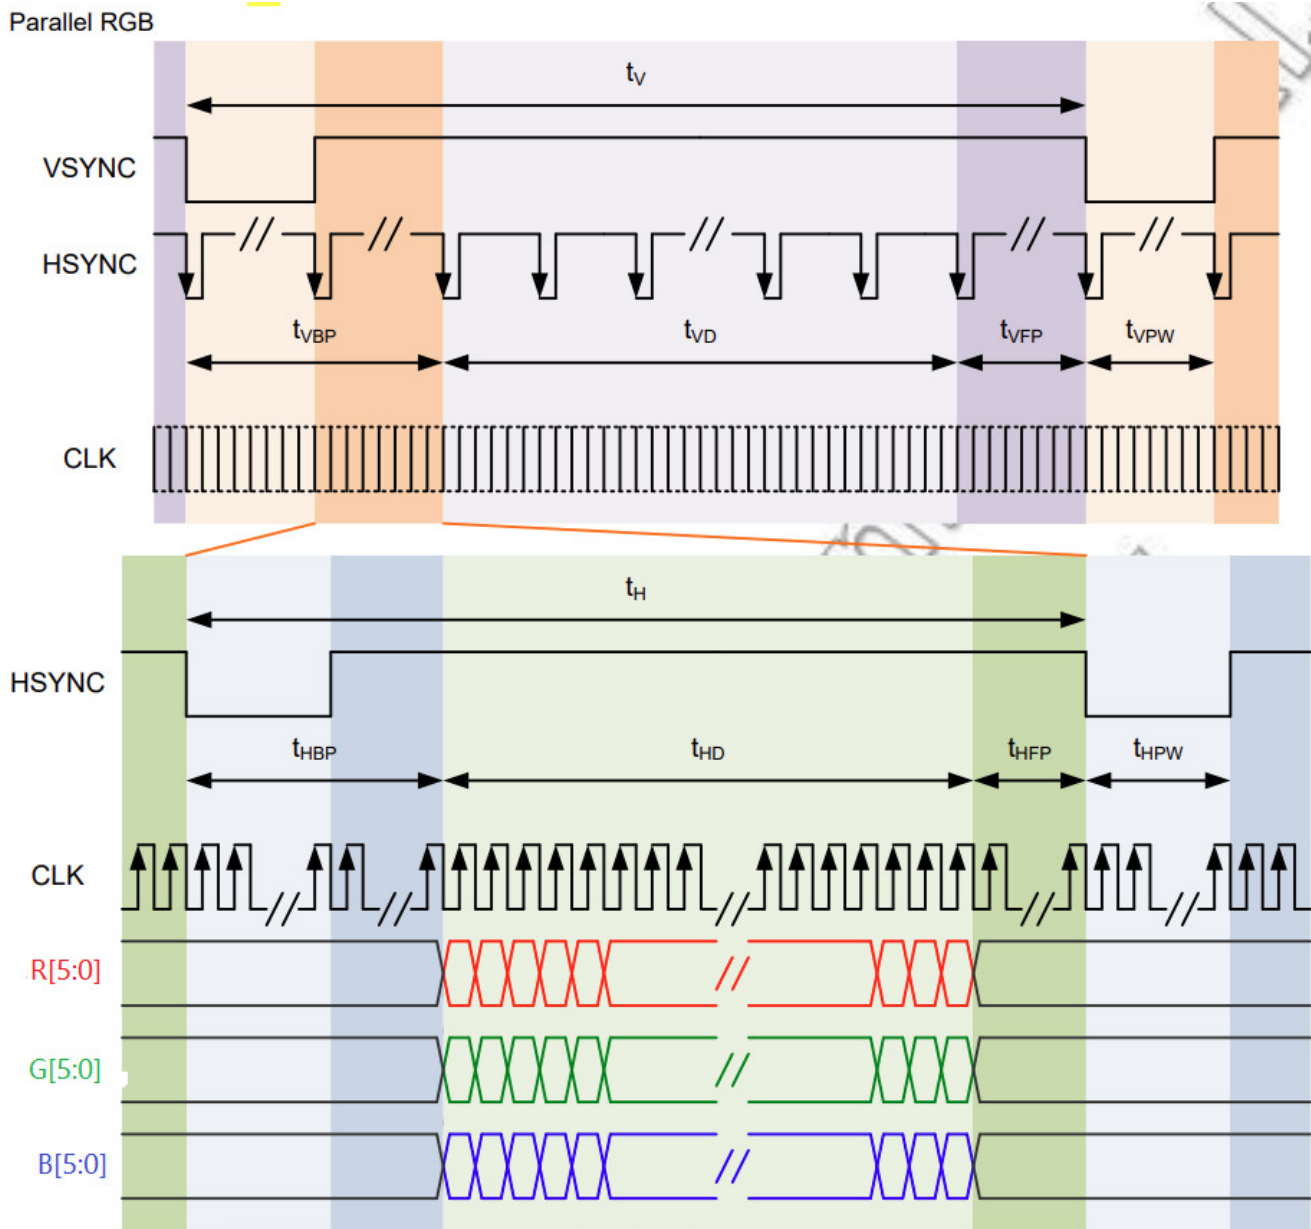 Parallel RGB
tV
VSYNC
HSYNC
tVBP
tVD
tVFP
tVPW
CLK
tH
HSYNC
tHBP
tHD
tHFP
tHPW
CLK
R[5:0]
G[5:0]
B[5:0]